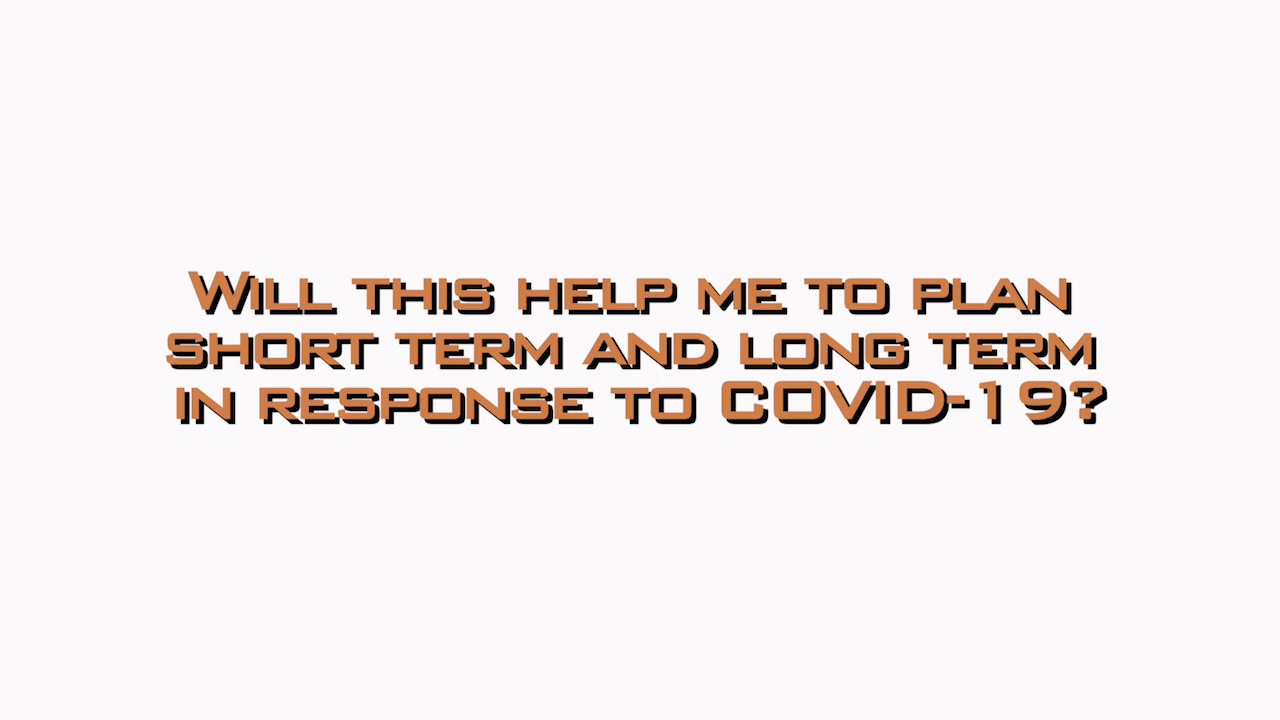 Will this help me to plan
short term and long term
in response to COVID-19?